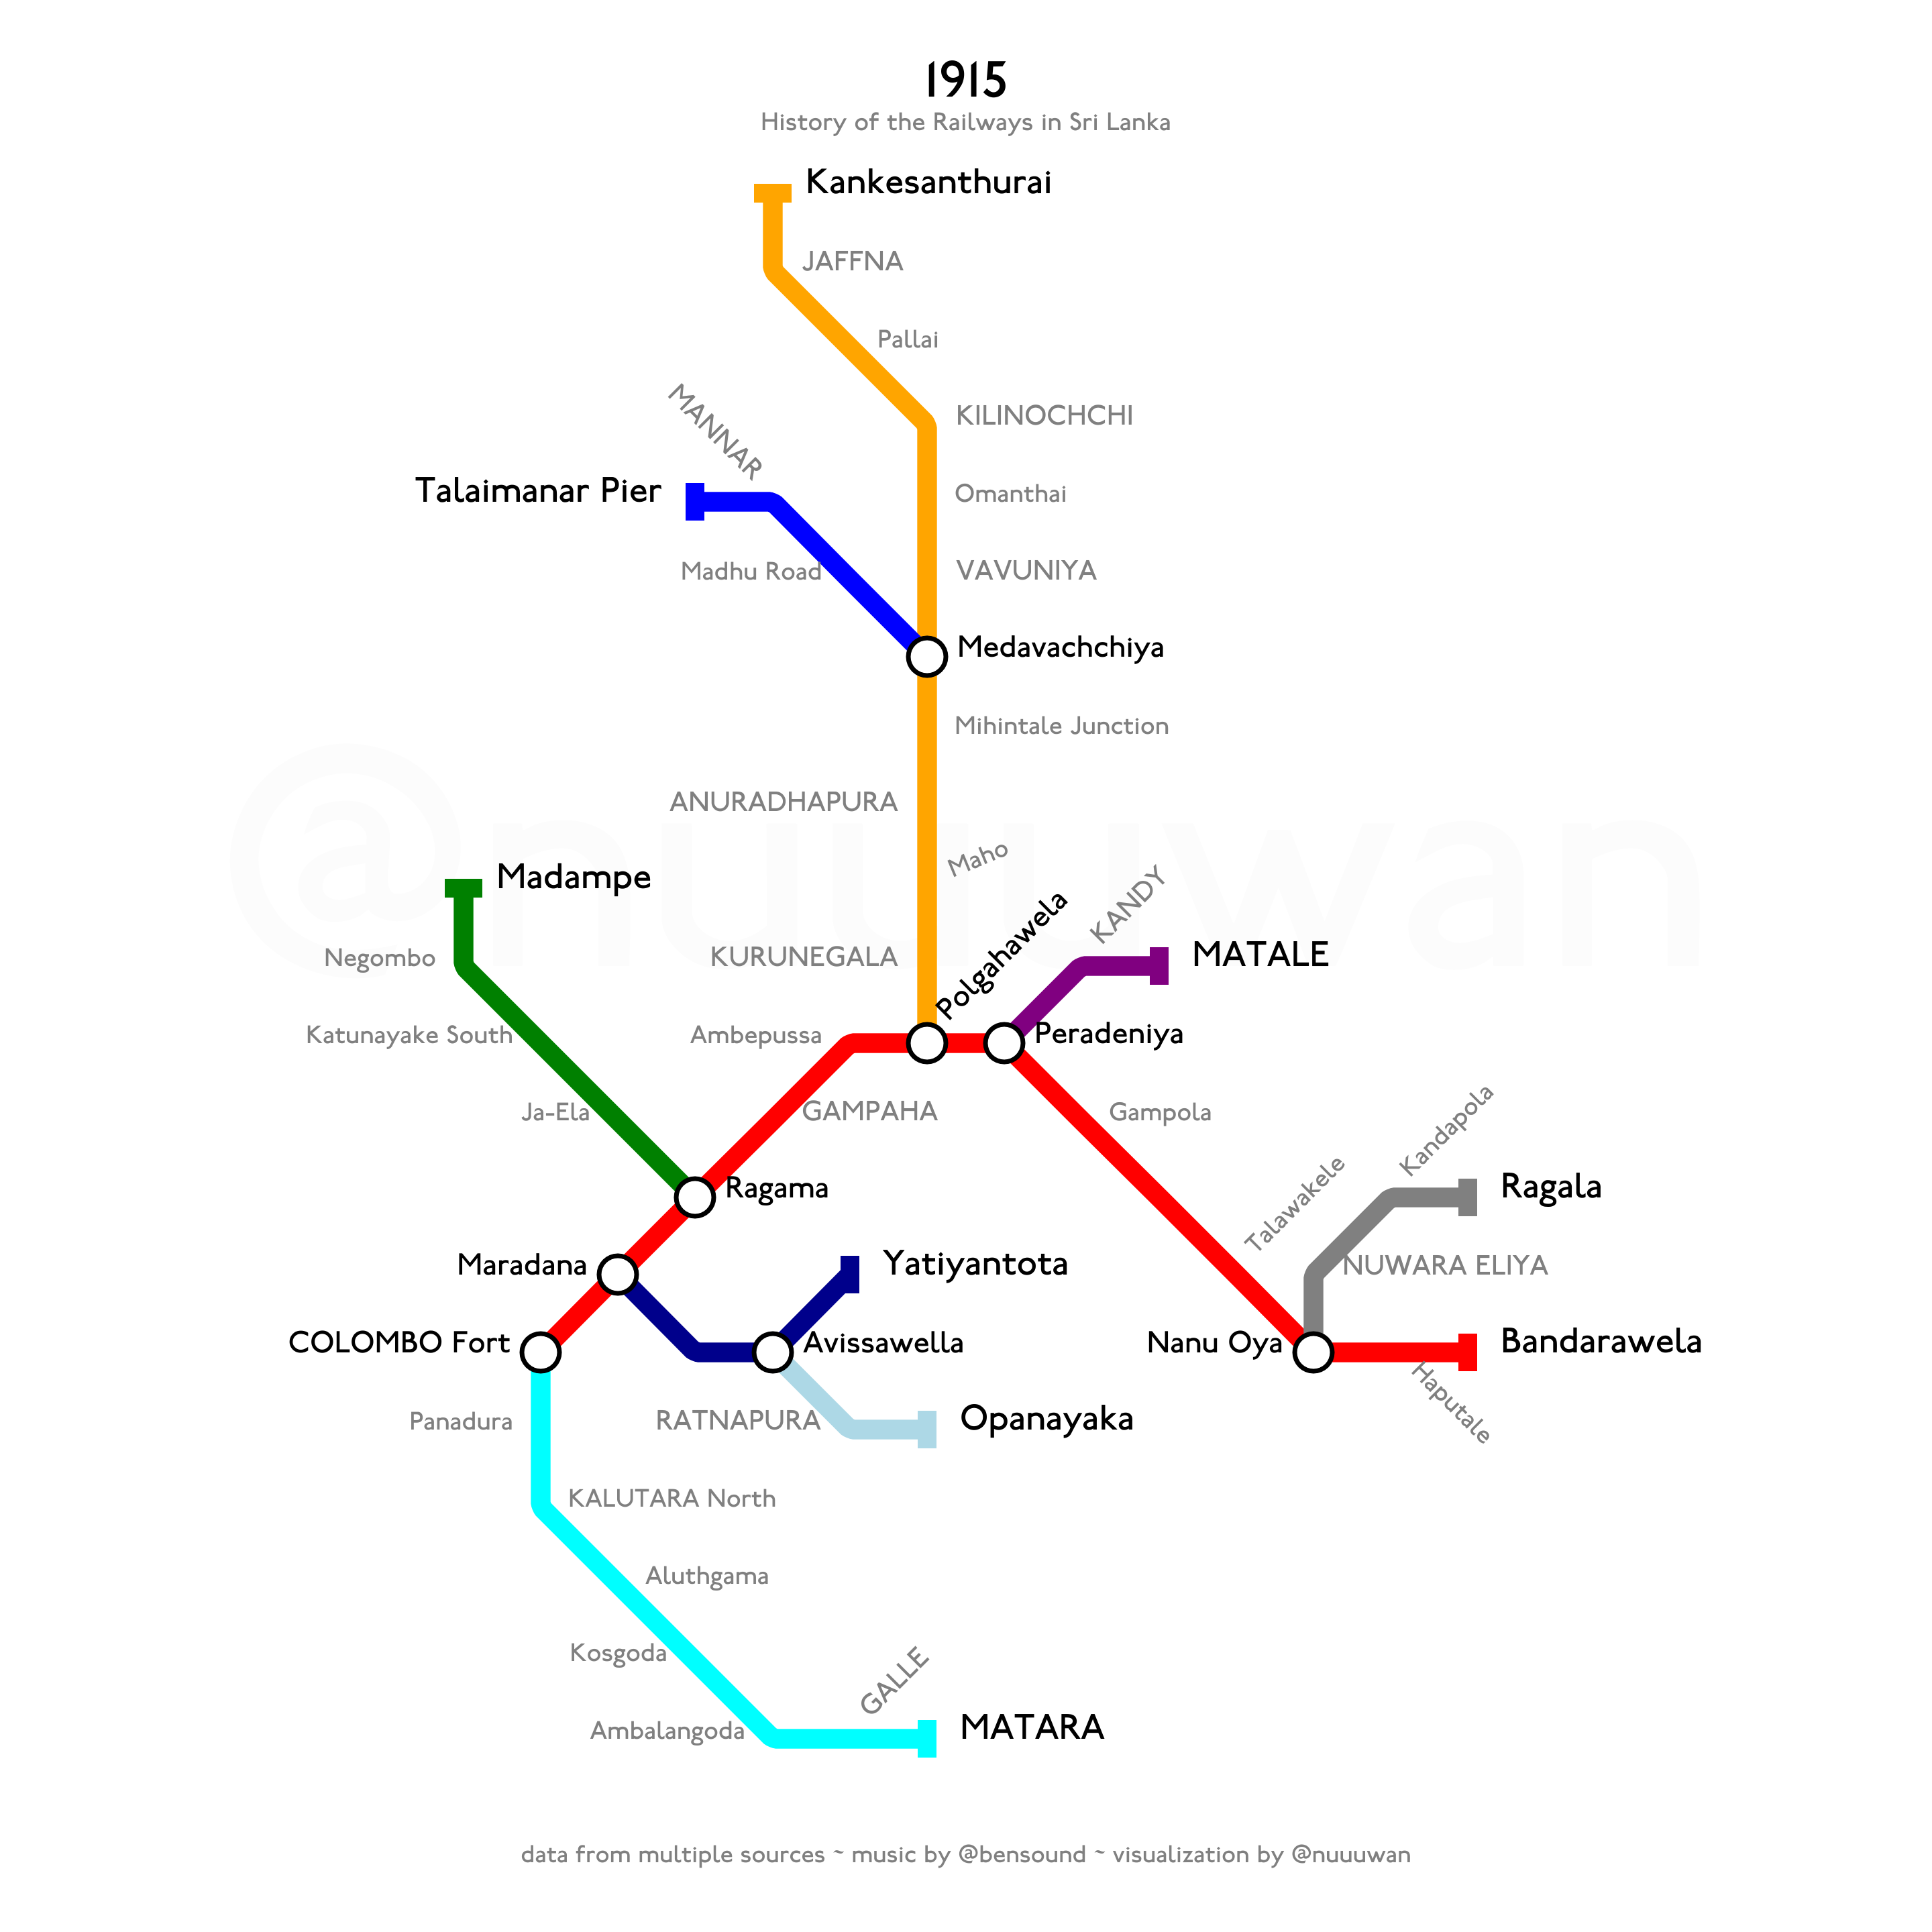 1915
History of the Railways in Sri Lanka
Kankesanthurai
JAFFNA
Pallai
MANNAR
KILINOCHCHI
Talaimanar Pier
Omanthai
Madhu Road
VAVUNIYA
Medavachchiya
Mihintale Junction
ANURADHAPURA
@nuuuwan
Maho
Madampe
KANDY
Negombo
KURUNEGALA
Polgahawela
MATALE
Katunayake South
Ambepussa
Peradeniya
Ja-Ela
GAMPAHA
Gampola
Kandapola
Ragama
Talawakele
Ragala
Maradana
Yatiyantota
NUWARA ELIYA
COLOMBO Fort
Avissawella
Nanu Oya
Bandarawela
Haputale
Panadura
RATNAPURA
Opanayaka
KALUTARA North
Aluthgama
Kosgoda
GALLE
Ambalangoda
MATARA
data from multiple sources ~ music by @bensound ~ visualization by @nuuuwan